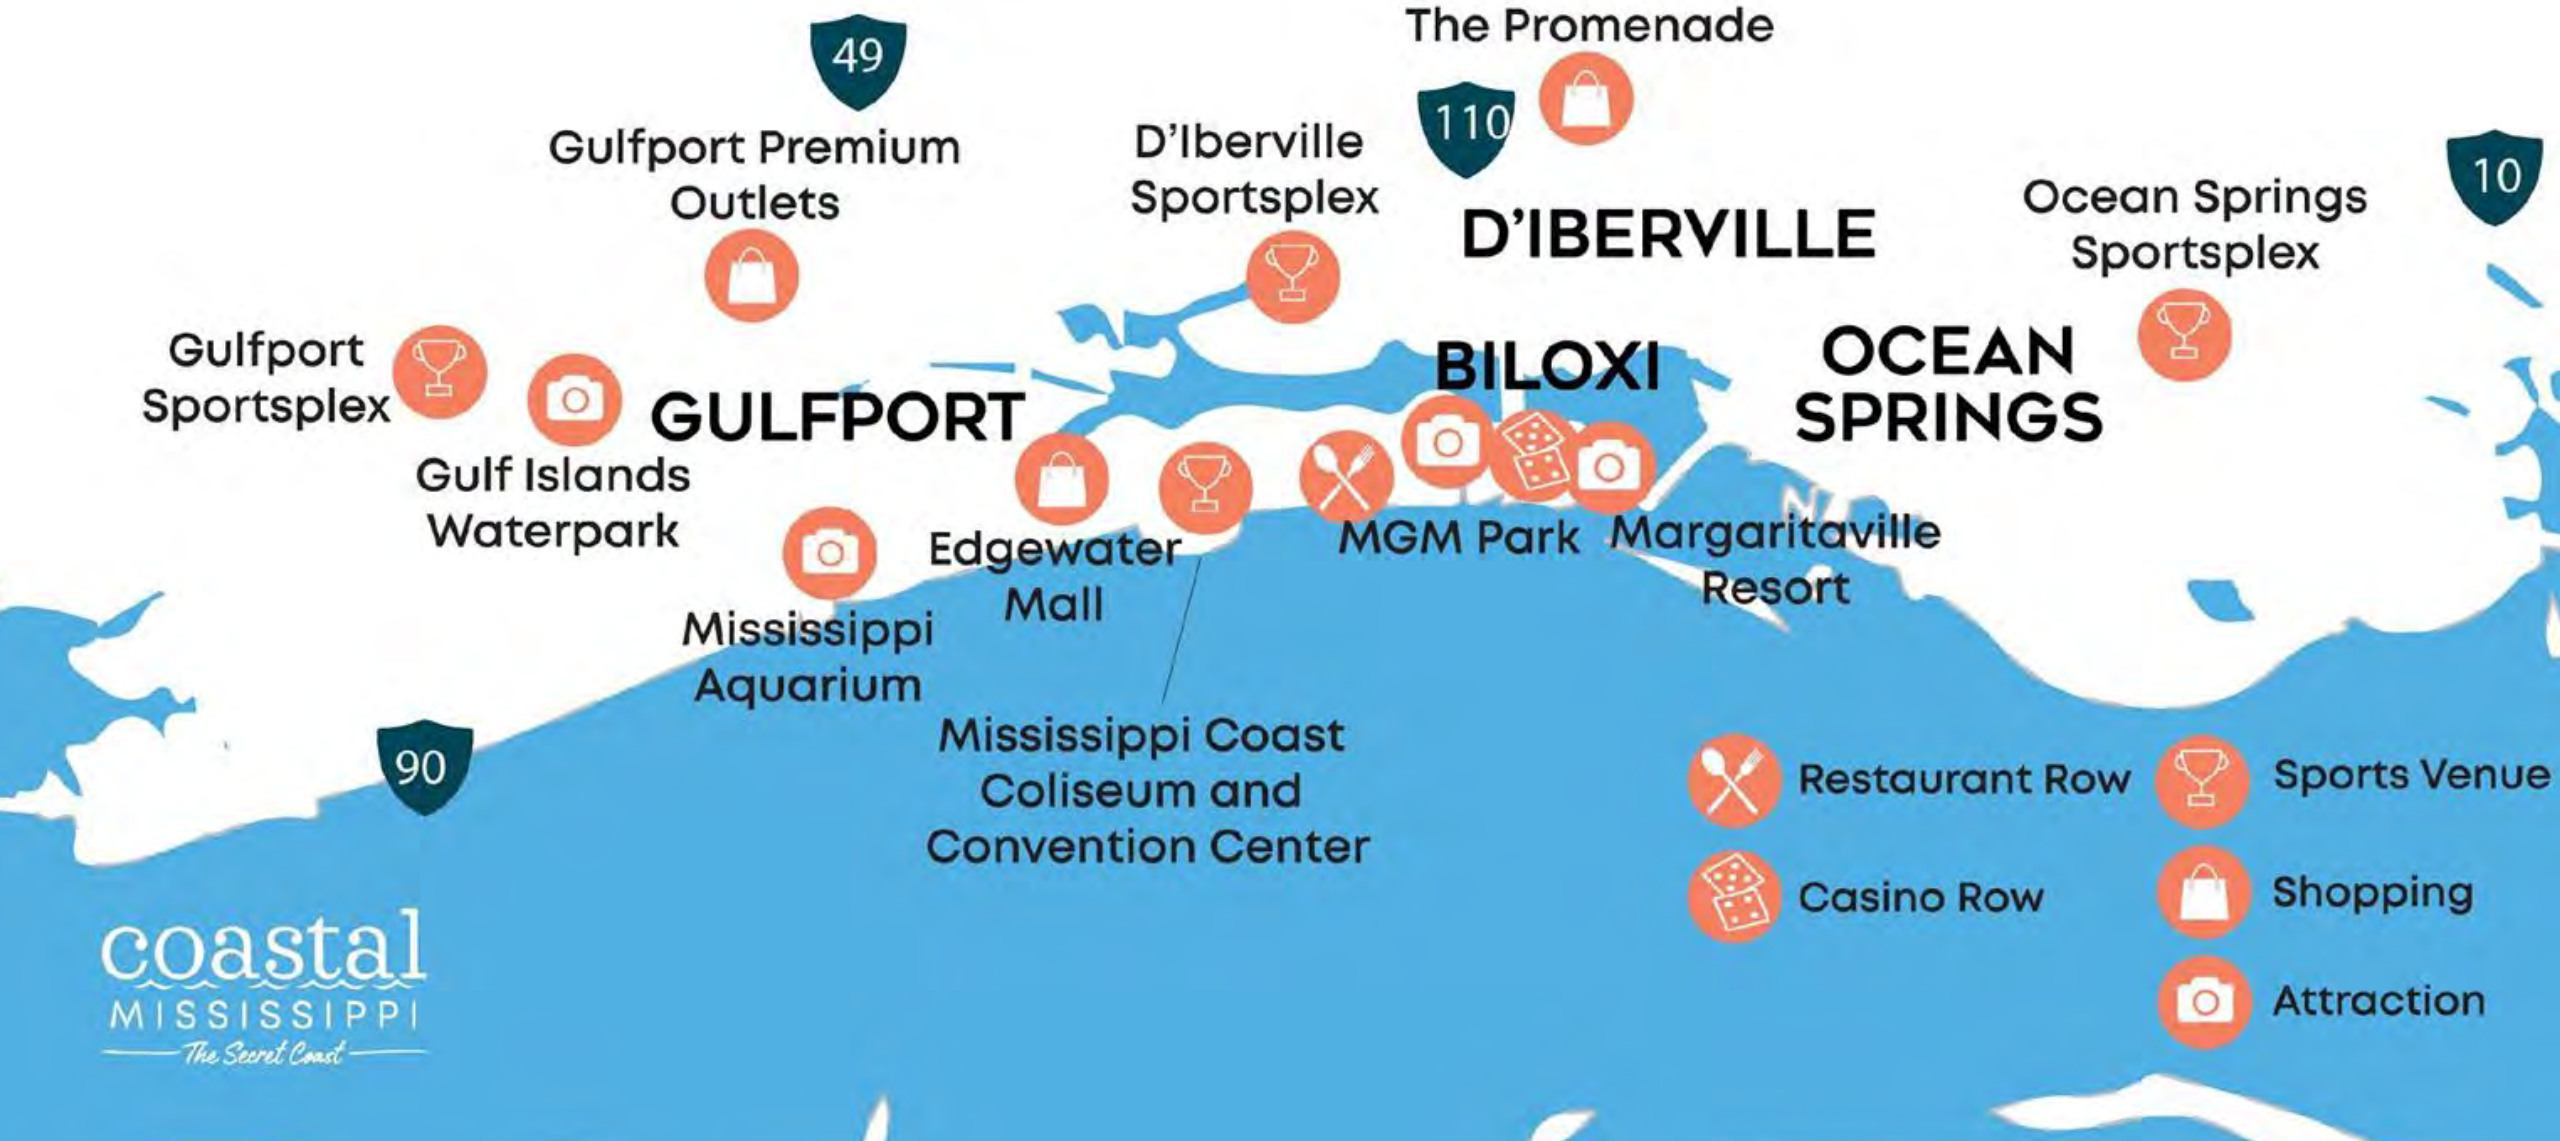 The Promenade
49
110
D'Iberville
Sportsplex
Gulfport Premium
Outlets
10
Ocean Springs
Sportsplex
D'IBERVILLE
Gulfport
Sportsplex
BILOXI
OCEAN
SPRINGS
GULFPORT
Gulf Islands
Waterpark
Edgewater
Mall
MGM Park
Margaritaville
Resort
Mississippi
Aquarium
90
Mississippi Coast
Coliseum and
Convention Center
Restaurant Row
Sports Venue
Casino Row
Shopping
Attraction
coastal
MISSISSIPPI
The Secret Coast